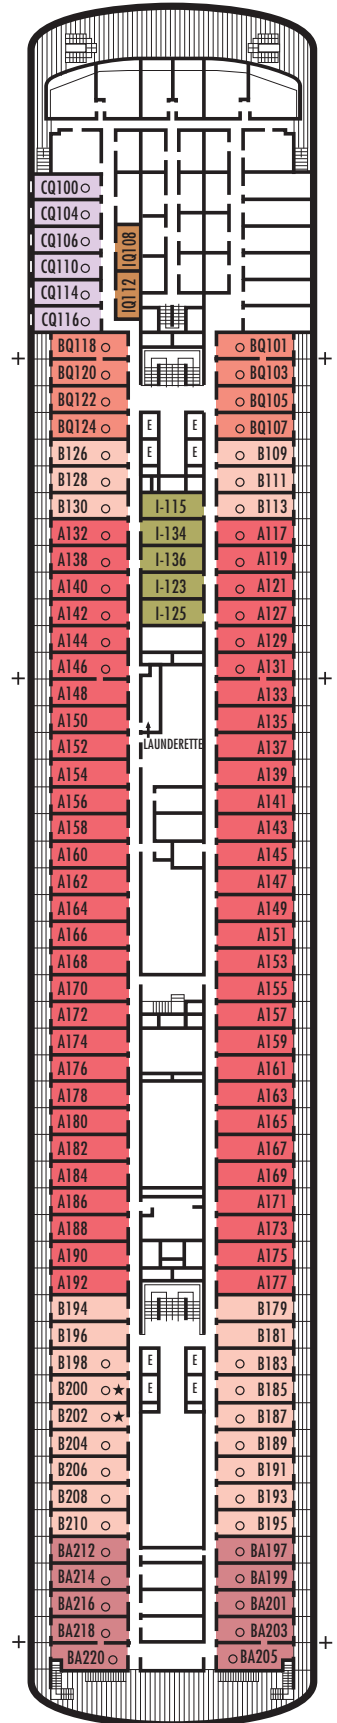 CQ100
CQ104
CQ106
CQ110
CQ114
CQ116
IQ108
IQ112
BQ118 BQ101
BQ120 BQ103
BQ122 BQ105
BQ124 BQ107
E E
B126 B109
E E
B128 B111
B130 I-115 B113
A132 I-134 A117
A138 I-136 A119
A140 I-123 A121
A142 I-125 A127
A144 A129
A146 A131
A148 A133
A150 A135
A152 LAUNDERETTE A137
A154 A139
A156 A141
A158 A143
A160 A145
A162 A147
A164 A149
A166 A151
A168 A153
A170 A155
A172 A157
A174 A159
A176 A161
A178 A163
A180 A165
A182 A167
A184 A169
A186 A171
A188 A173
A190 A175
A192 A177
B194 B179
B196 B181
B198 E E B183
B200 E E B185
B202 B187
B204 B189
B206 B191
B208 B193
B210 B195
BA212 BA197
BA214 BA199
BA216 BA201
BA218 BA203
BA220 BA205